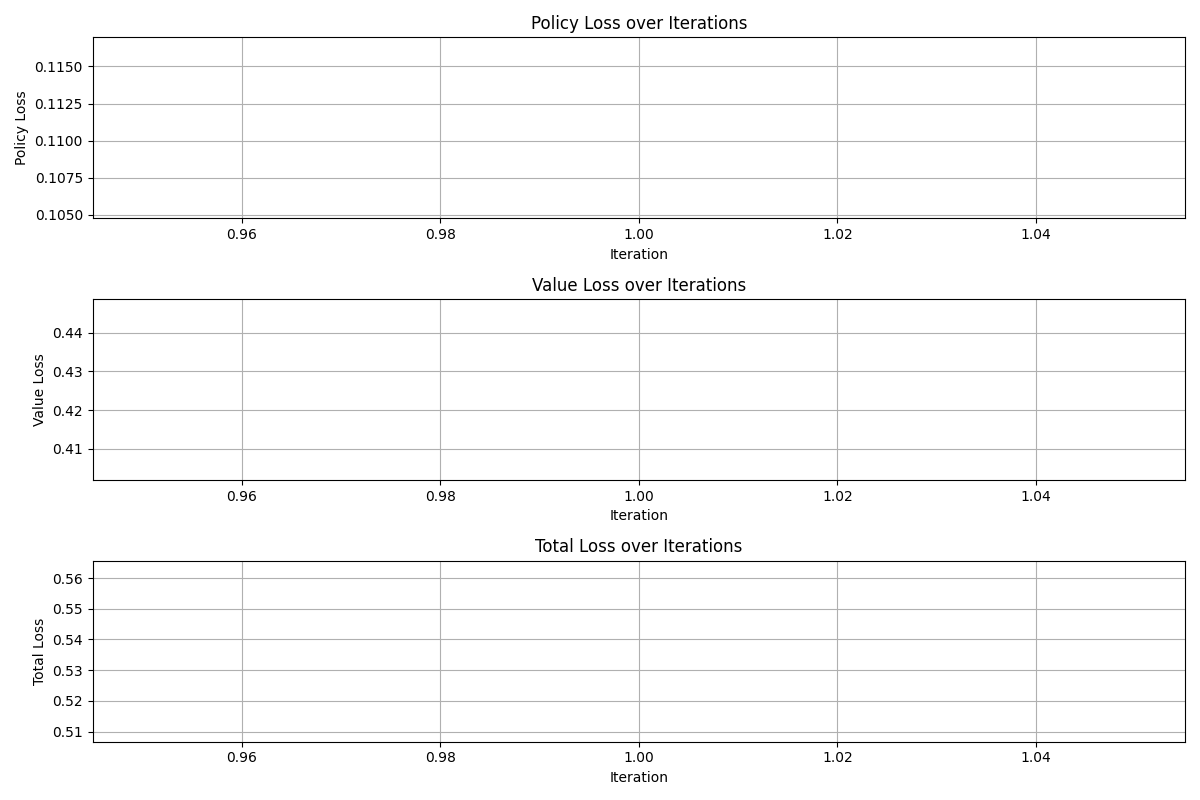 Policy Loss over Iterations
0.1150
0.1125
0.1100
0.1075
0.1050
Policy Loss
0.96 0.98 1.00 1.02 1.04
Iteration
Value Loss over Iterations
0.44
0.43
0.42
0.41
Value Loss
0.96 0.98 1.00 1.02 1.04
Iteration
Total Loss over Iterations
0.56
0.55
0.54
0.53
0.52
0.51
Total Loss
0.96 0.98 1.00 1.02 1.04
Iteration